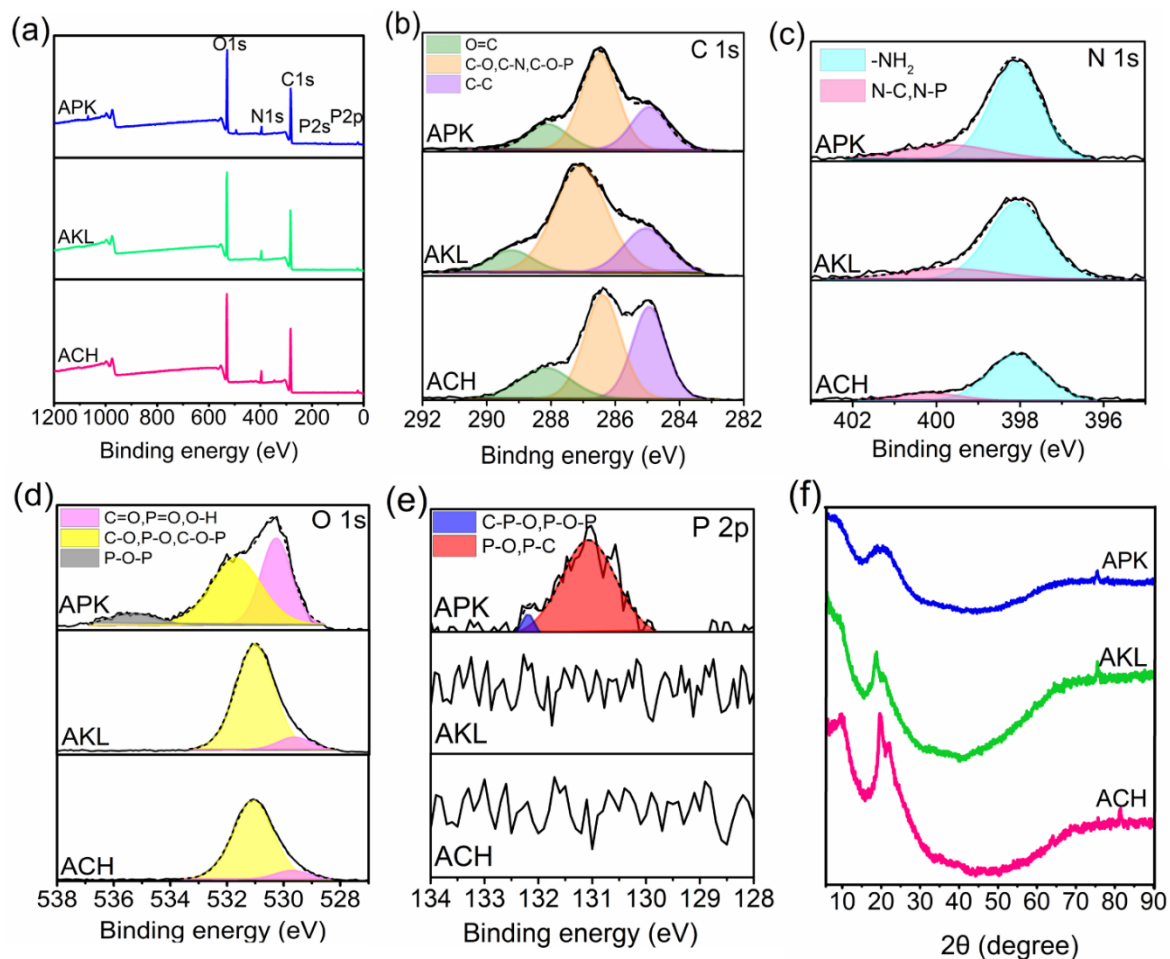 (a)
O1s
C1s
APK
N1s
P2s
P2p
AKL
ACH
1200 1000 800 600 400 200 0
Binding energy (eV)
(b)
O=C
C-O,C-N,C-O-P
C-C
C 1s
APK
AKL
ACH
292 290 288 286 284 282
Bindng energy (eV)
(c)
-NH₂
N-C,N-P
N 1s
APK
AKL
ACH
402 400 398 396
Binding energy (eV)
(d)
C=O,P=O,O-H
C-O,P-O,C-O-P
P-O-P
O 1s
APK
AKL
ACH
538 536 534 532 530 528
Binding energy (eV)
(e)
C-P-O,P-O-P
P-O,P-C
P 2p
APK
AKL
ACH
134 133 132 131 130 129 128
Binding energy (eV)
(f)
APK
AKL
ACH
10 20 30 40 50 60 70 80 90
2θ (degree)